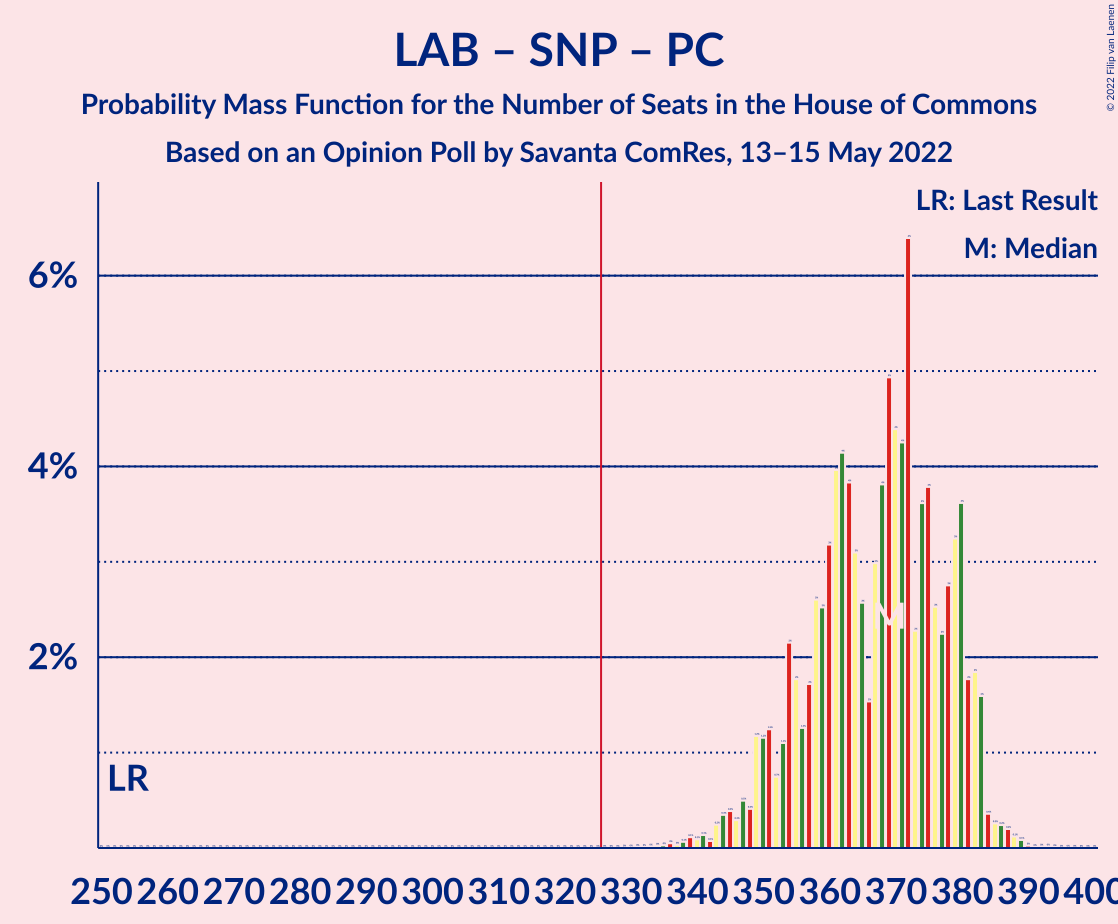 © 2022 Filip van Laenen
LAB – SNP – PC
Probability Mass Function for the Number of Seats in the House of Commons
Based on an Opinion Poll by Savanta ComRes, 13–15 May 2022
LR: Last Result
M: Median
6%
4%
2%
M
LR
250 260 270 280 290 300 310 320 330 340 350 360 370 380 390 400